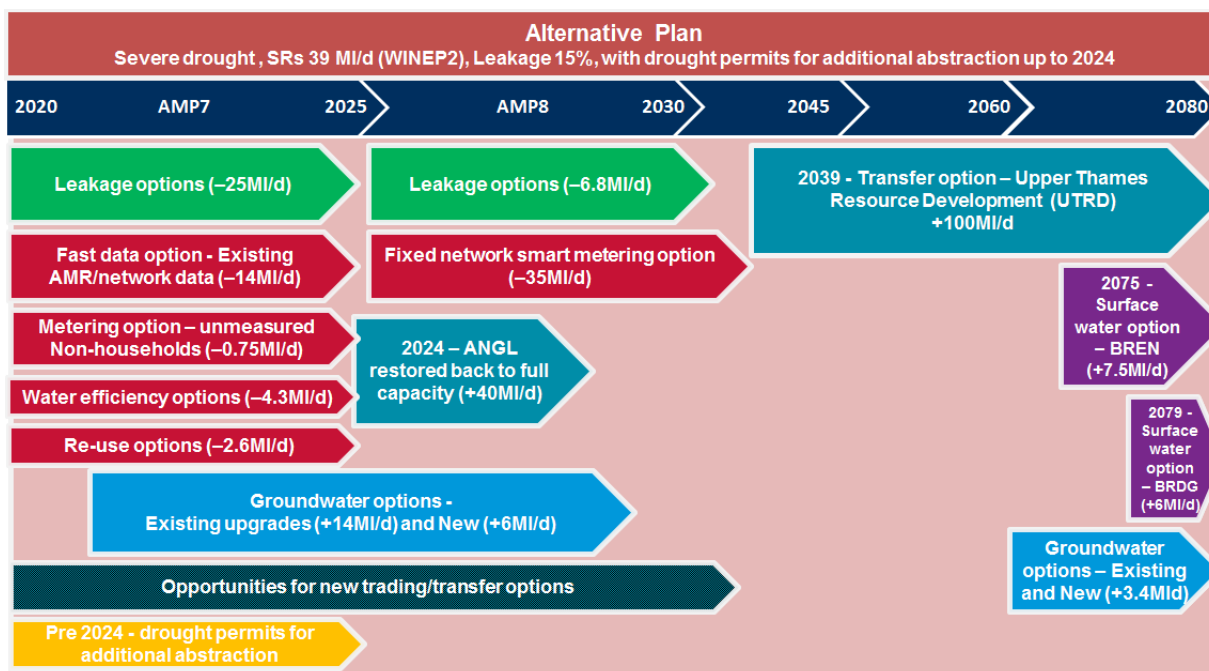 Alternative Plan
Severe drought , SRs 39 Ml/d (WINEP2), Leakage 15%, with drought permits for additional abstraction up to 2024
2020 AMP7 2025 AMP8 2030 2045 2060 2080
Leakage options (–25Ml/d)
Leakage options (–6.8Ml/d)
2039 - Transfer option – Upper Thames
Resource Development (UTRD)
+100Ml/d
Fast data option - Existing
AMR/network data (–14Ml/d)
Fixed network smart metering option
(–35Ml/d)
2075 -
Surface
water option
– BREN
(+7.5Ml/d)
Metering option – unmeasured
Non-households (–0.75Ml/d)
2024 – ANGL
restored back to full
capacity (+40Ml/d)
Water efficiency options (–4.3Ml/d)
2079 -
Surface
water
option
– BRDG
(+6Ml/d)
Re-use options (–2.6Ml/d)
Groundwater options -
Existing upgrades (+14Ml/d) and New (+6Ml/d)
Groundwater
options – Existing
and New (+3.4Mld)
Opportunities for new trading/transfer options
Pre 2024 - drought permits for
additional abstraction